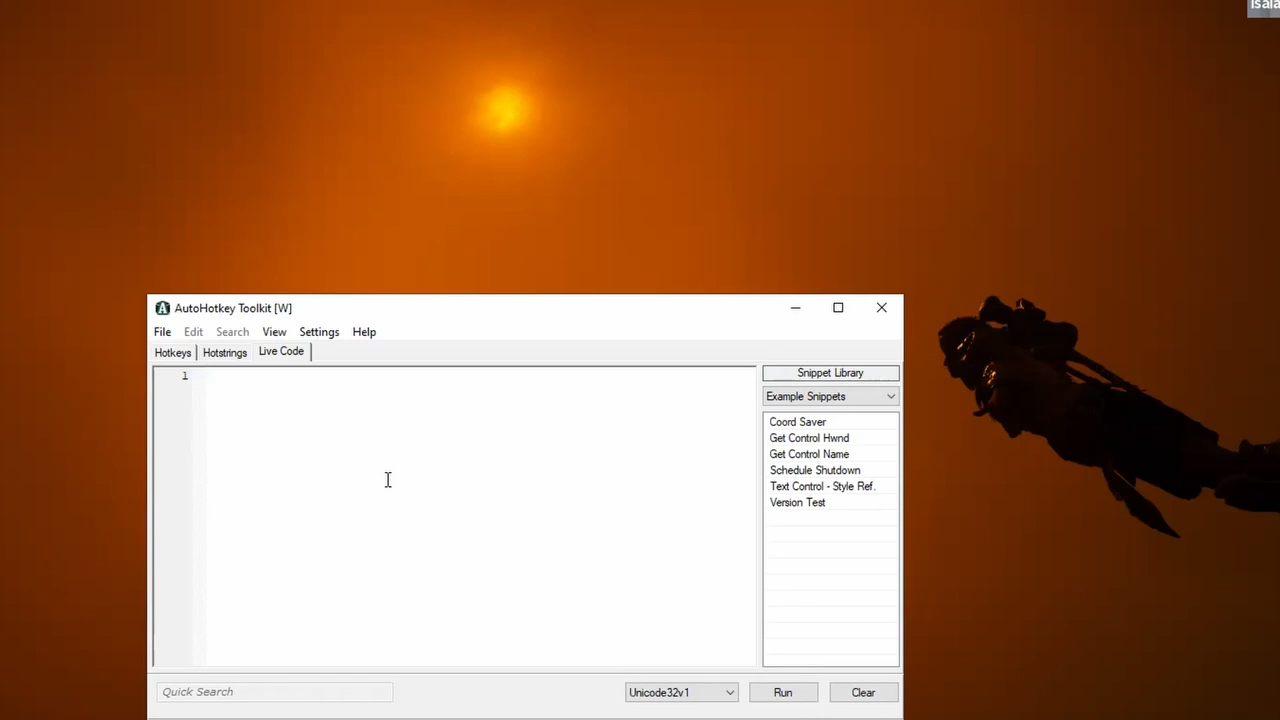 AutoHotkey Toolkit [W]
File Edit Search View Settings Help
Hotkeys Hotstrings Live Code
1
Snippet Library
Example Snippets
Coord Saver
Get Control Hwnd
Get Control Name
Schedule Shutdown
Text Control - Style Ref.
Version Test
Quick Search
Unicode32v1
Run
Clear